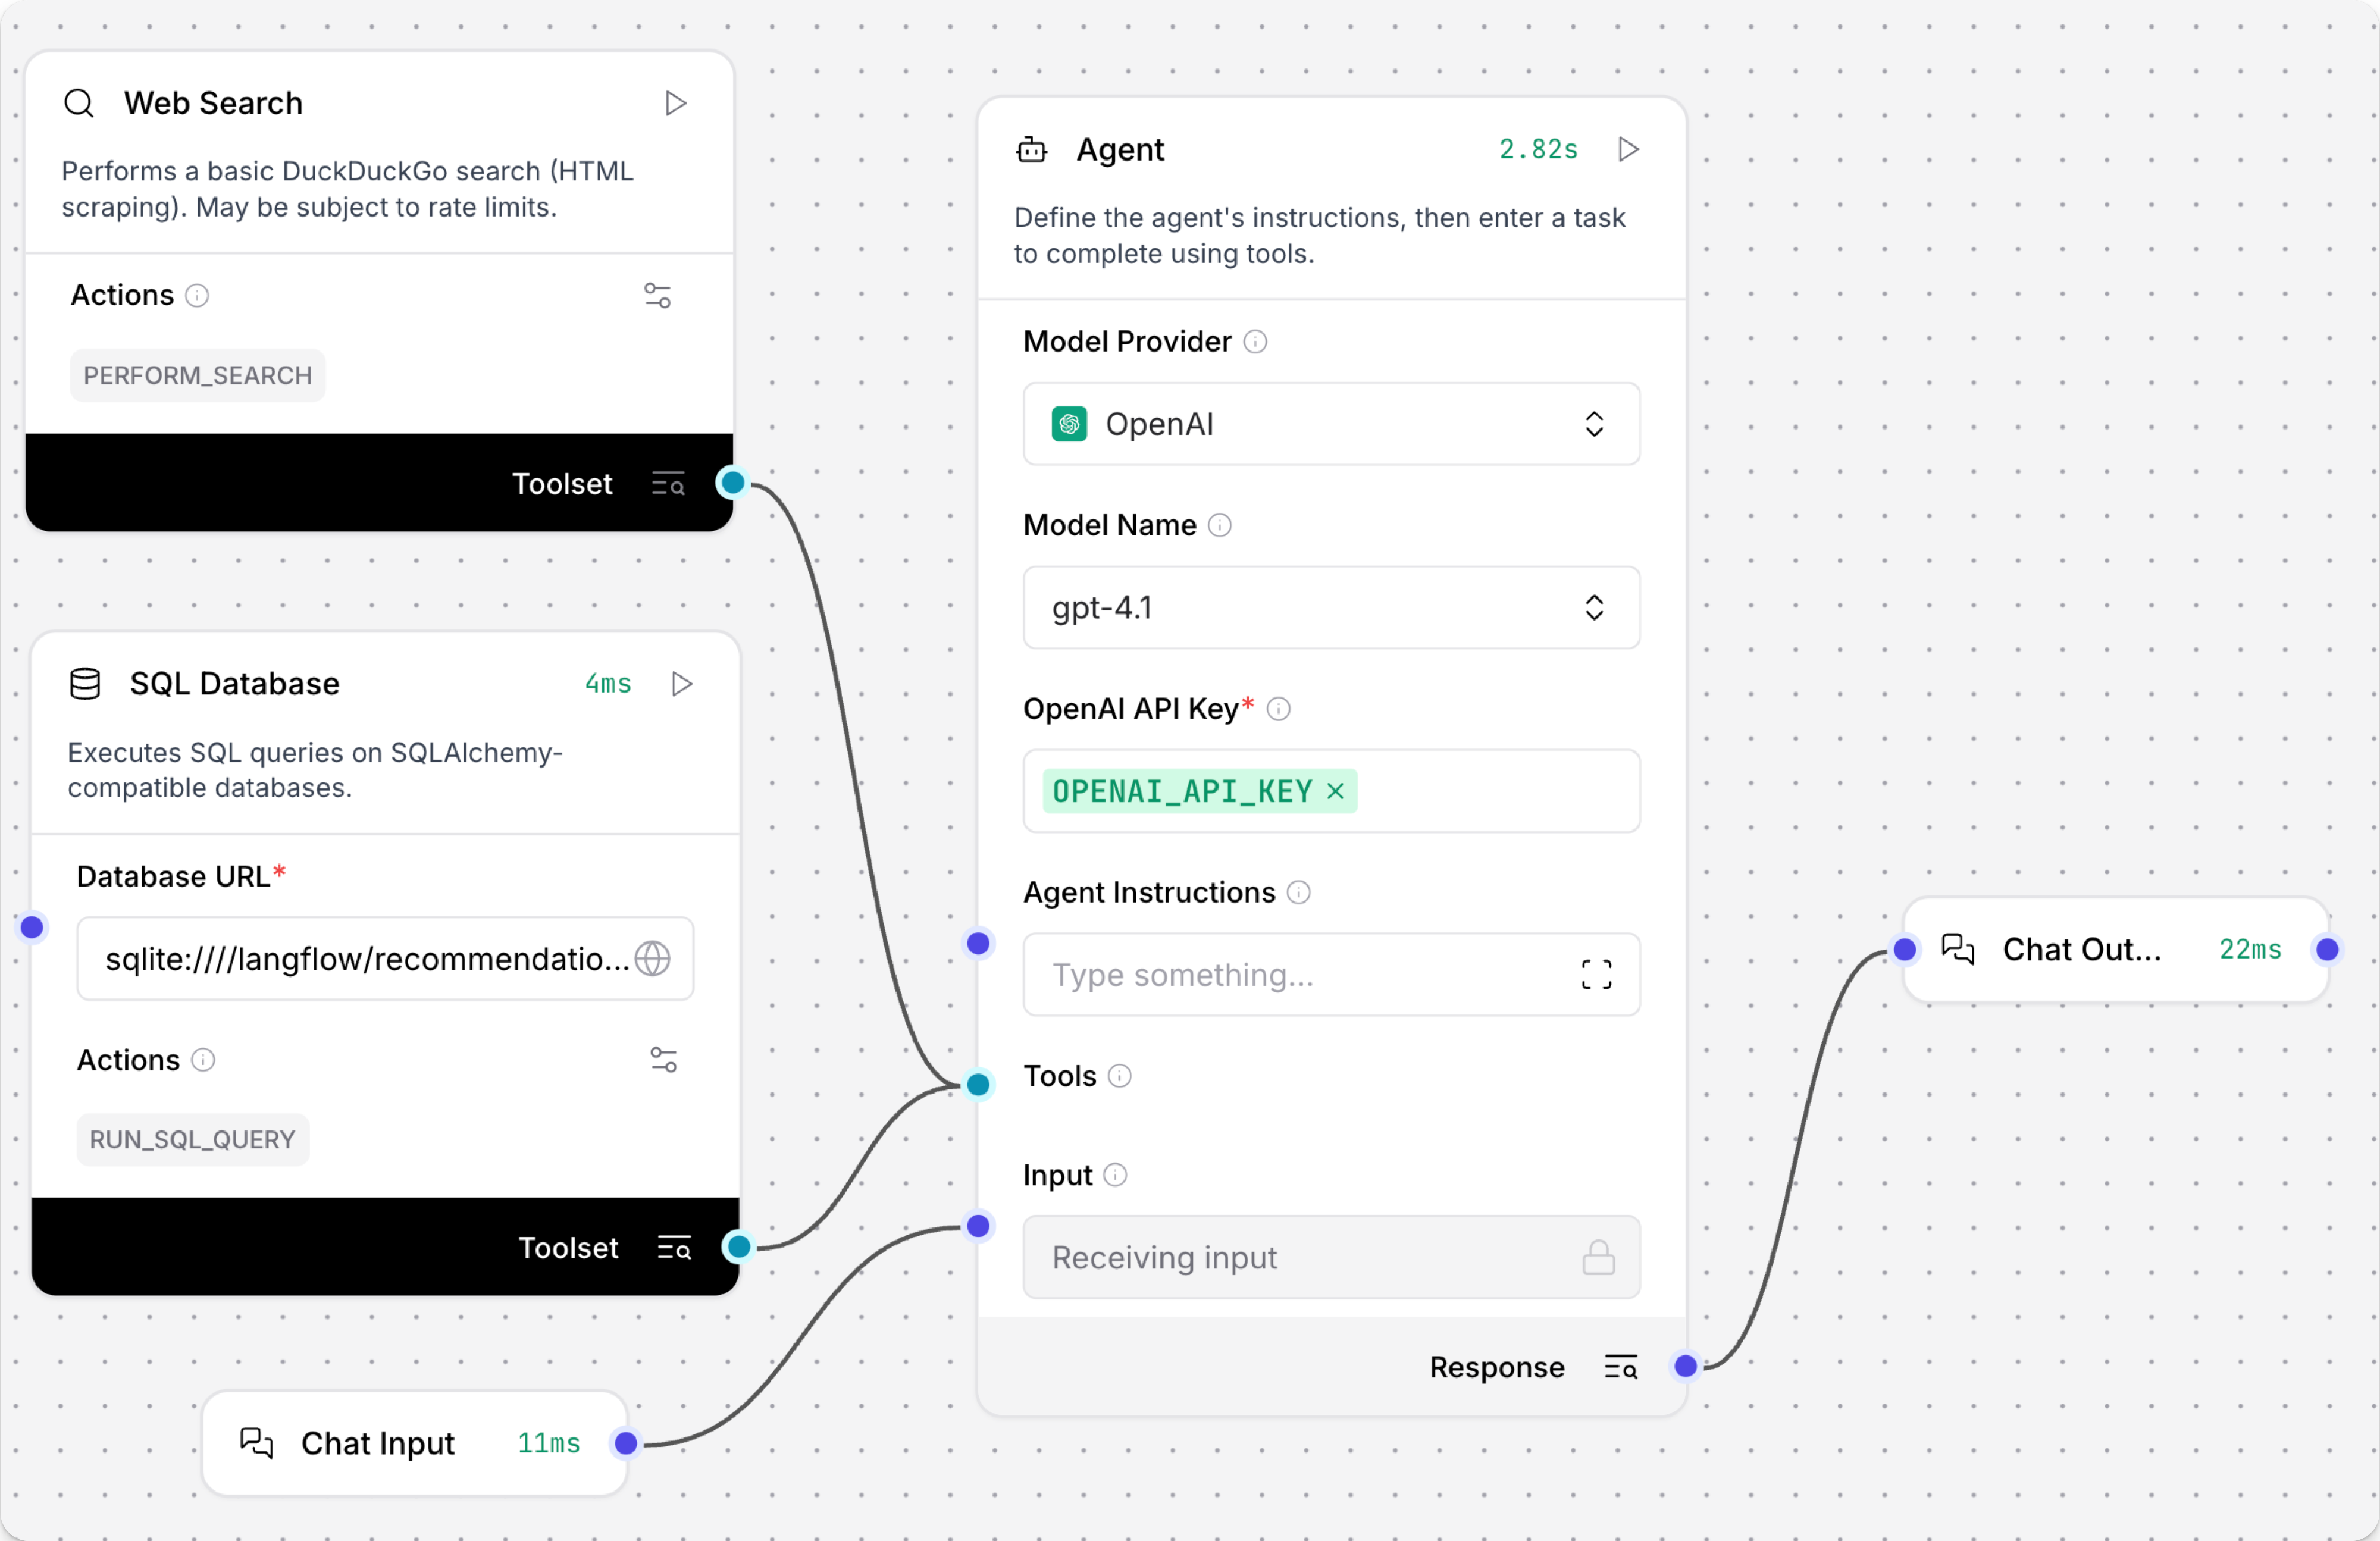 Web Search
Performs a basic DuckDuckGo search (HTML
scraping). May be subject to rate limits.
Actions
PERFORM_SEARCH
Toolset
SQL Database
4ms
Executes SQL queries on SQLAlchemy-
compatible databases.
Database URL*
sqlite:////langflow/recommendatio...
Actions
RUN_SQL_QUERY
Toolset
Chat Input
11ms
Agent
2.82s
Define the agent's instructions, then enter a task
to complete using tools.
Model Provider
OpenAI
Model Name
gpt-4.1
OpenAI API Key*
OPENAI_API_KEY
Agent Instructions
Type something...
Tools
Input
Receiving input
Response
Chat Out...
22ms